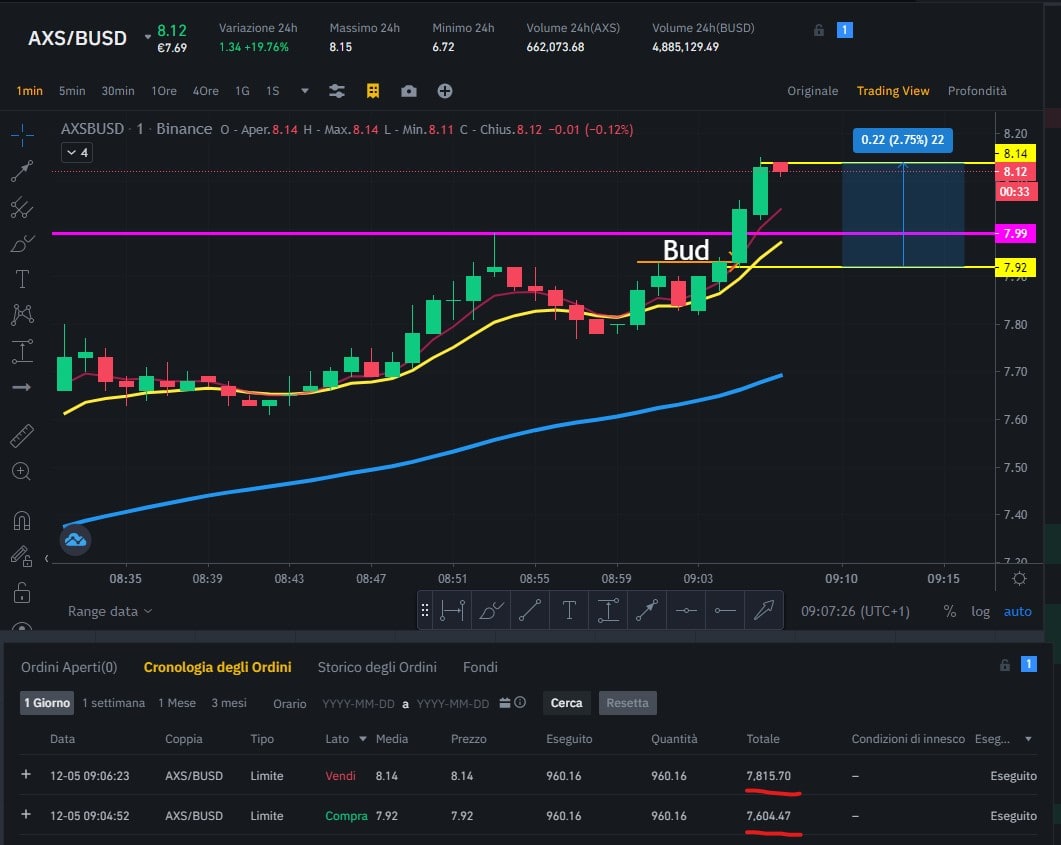 AXS/BUSD 8.12 €7.69
Variazione 24h 1.34 +19.76%
Massimo 24h 8.15
Minimo 24h 6.72
Volume 24h(AXS) 662,073.68
Volume 24h(BUSD) 4,885,129.49
1
1min 5min 30min 1Ore 4Ore 1G 1S
Originale Trading View Profondità
AXSBUSD · 1 · Binance O - Aper.8.14 H - Max.8.14 L - Min.8.11 C - Chius.8.12 −0.01 (−0.12%)
4
0.22 (2.75%) 22
8.20
8.14
8.12
00:33
7.99
7.92
7.80
7.70
7.60
7.50
7.40
7.20
Bud
08:35 08:39 08:43 08:47 08:51 08:55 08:59 09:03 09:10 09:15
Range data
09:07:26 (UTC+1) % log auto
Ordini Aperti(0) Cronologia degli Ordini Storico degli Ordini Fondi
1
1 Giorno 1 settimana 1 Mese 3 mesi Orario YYYY-MM-DD a YYYY-MM-DD Cerca Resetta
Data Coppia Tipo Lato Media Prezzo Eseguito Quantità Totale Condizioni di innesco Eseg...
+ 12-05 09:06:23 AXS/BUSD Limite Vendi 8.14 8.14 960.16 960.16 7,815.70 – Eseguito
+ 12-05 09:04:52 AXS/BUSD Limite Compra 7.92 7.92 960.16 960.16 7,604.47 – Eseguito